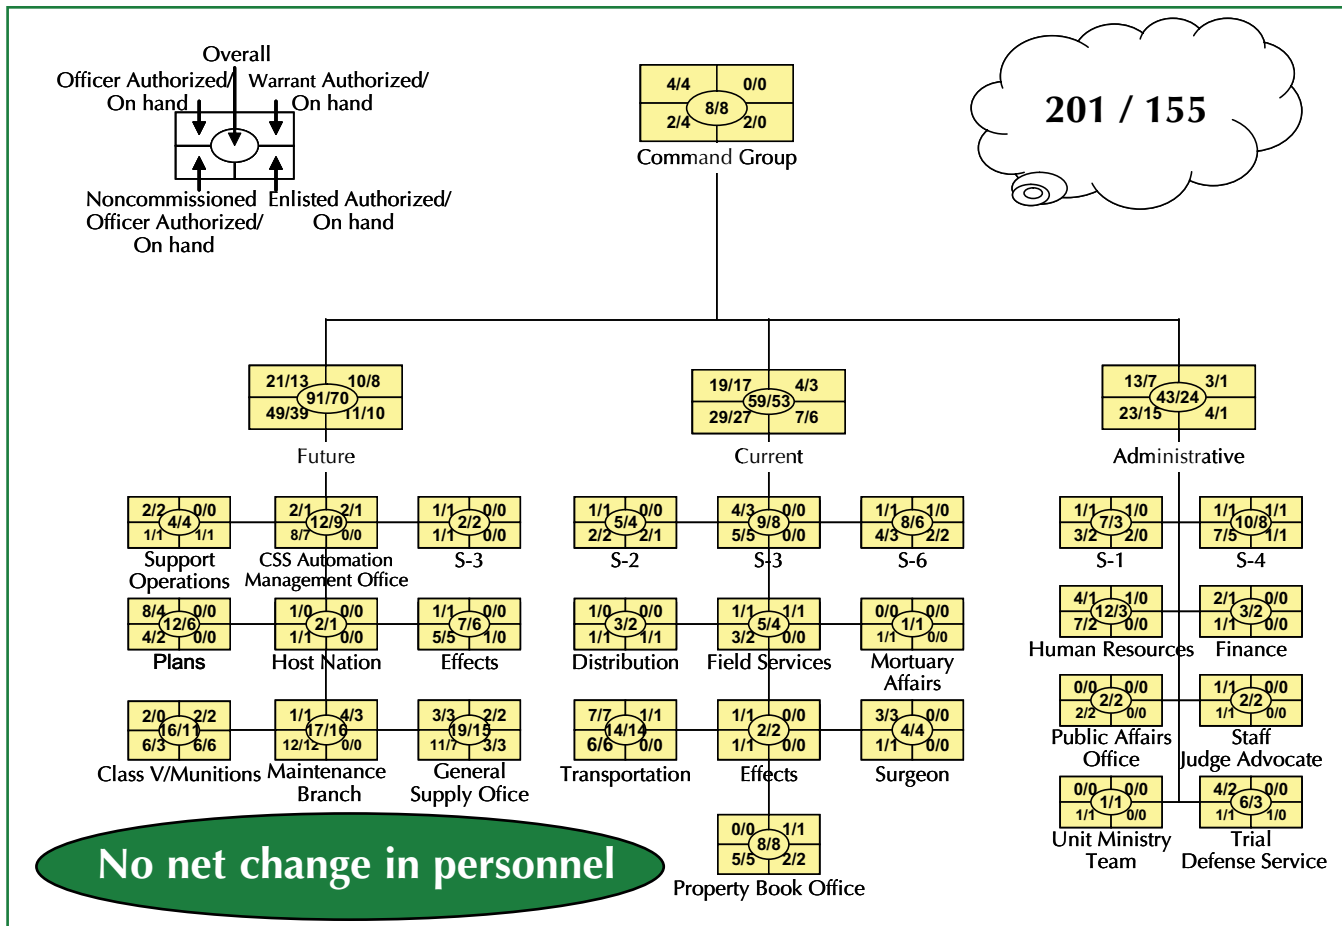 Overall
Officer Authorized/
On hand
Warrant Authorized/
On hand
Noncommissioned
Officer Authorized/
On hand
Enlisted Authorized/
On hand
4/4 0/0
8/8
2/4 2/0
Command Group
201 / 155
21/13 10/8
91/70
49/39 11/10
Future
19/17 4/3
59/53
29/27 7/6
Current
13/7 3/1
43/24
23/15 4/1
Administrative
2/2 0/0
4/4
1/1 1/1
Support
Operations
2/1 2/1
12/9
8/7 0/0
CSS Automation
Management Office
1/1 0/0
2/2
1/1 0/0
S-3
1/1 0/0
5/4
2/2 2/1
S-2
4/3 0/0
9/8
5/5 0/0
S-3
1/1 1/0
8/6
4/3 2/2
S-6
1/1 1/0
7/3
3/2 2/0
S-1
1/1 1/1
10/8
7/5 1/1
S-4
8/4 0/0
12/6
4/2 0/0
Plans
1/0 0/0
2/1
1/1 0/0
Host Nation
1/1 0/0
7/6
5/5 1/0
Effects
1/0 0/0
3/2
1/1 1/1
Distribution
1/1 1/1
5/4
3/2 0/0
Field Services
0/0 0/0
1/1
1/1 0/0
Mortuary
Affairs
4/1 1/0
12/3
7/2 0/0
Human Resources
2/1 0/0
3/2
1/1 0/0
Finance
2/0 2/2
16/11
6/3 6/6
Class V/Munitions
1/1 4/3
17/16
12/12 0/0
Maintenance
Branch
3/3 2/2
19/15
11/7 3/3
General
Supply Ofice
7/7 1/1
14/14
6/6 0/0
Transportation
1/1 0/0
2/2
1/1 0/0
Effects
3/3 0/0
4/4
1/1 0/0
Surgeon
0/0 0/0
2/2
2/2 0/0
Public Affairs
Office
1/1 0/0
2/2
1/1 0/0
Staff
Judge Advocate
0/0 0/0
1/1
1/1 0/0
Unit Ministry
Team
4/2 0/0
6/3
1/1 1/0
Trial
Defense Service
0/0 1/1
8/8
5/5 2/2
Property Book Office
No net change in personnel